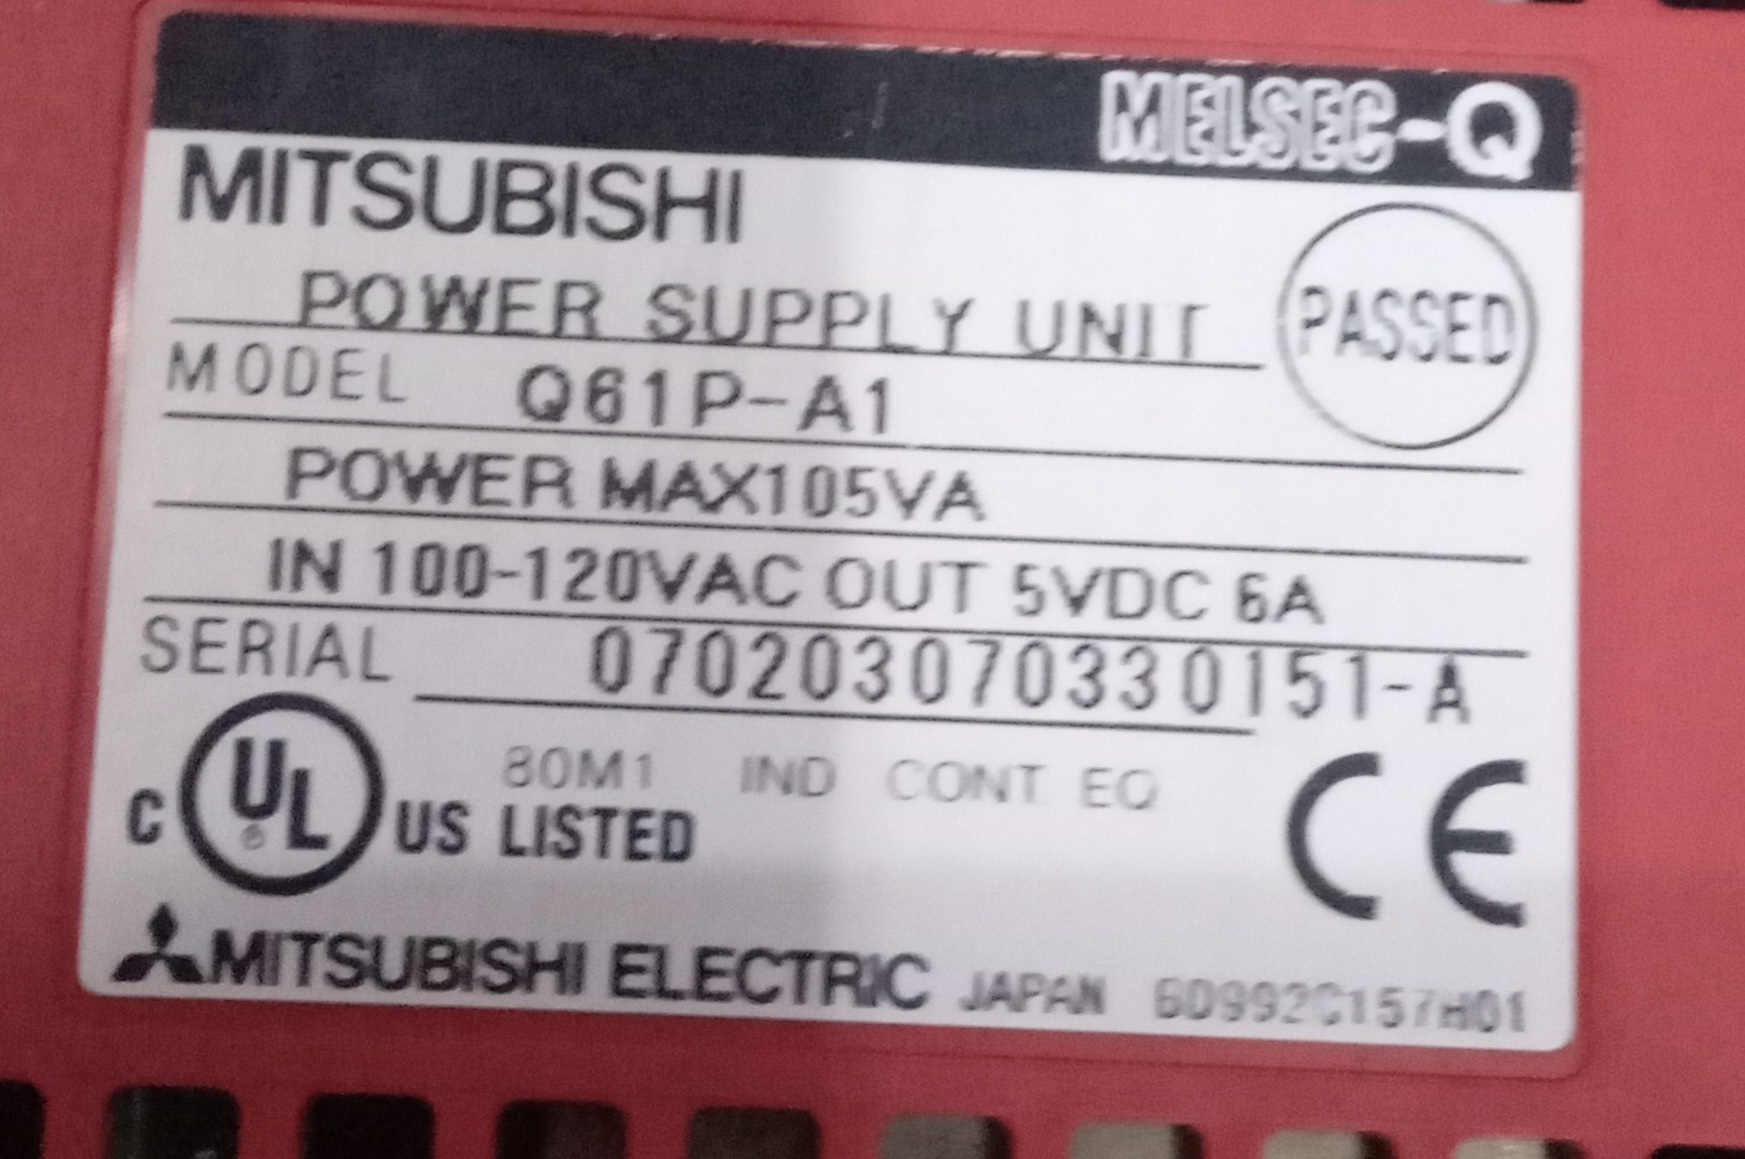 MELSEC-Q
MITSUBISHI
POWER SUPPLY UNIT
PASSED
MODEL Q61P-A1
POWER MAX105VA
IN 100-120VAC OUT 5VDC 6A
SERIAL 070203070330151-A
80M1 IND CONT EQ
C UL ® US LISTED
CE
MITSUBISHI ELECTRIC JAPAN BD992C157H01